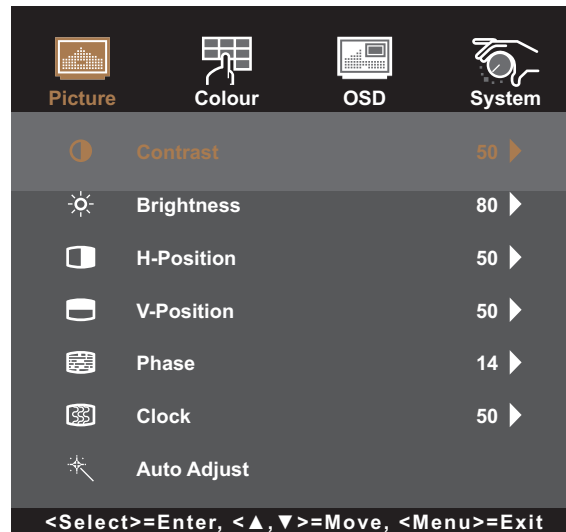 Picture Colour OSD System
Contrast 50
Brightness 80
H-Position 50
V-Position 50
Phase 14
Clock 50
Auto Adjust
<Select>=Enter, <▲,▼>=Move, <Menu>=Exit